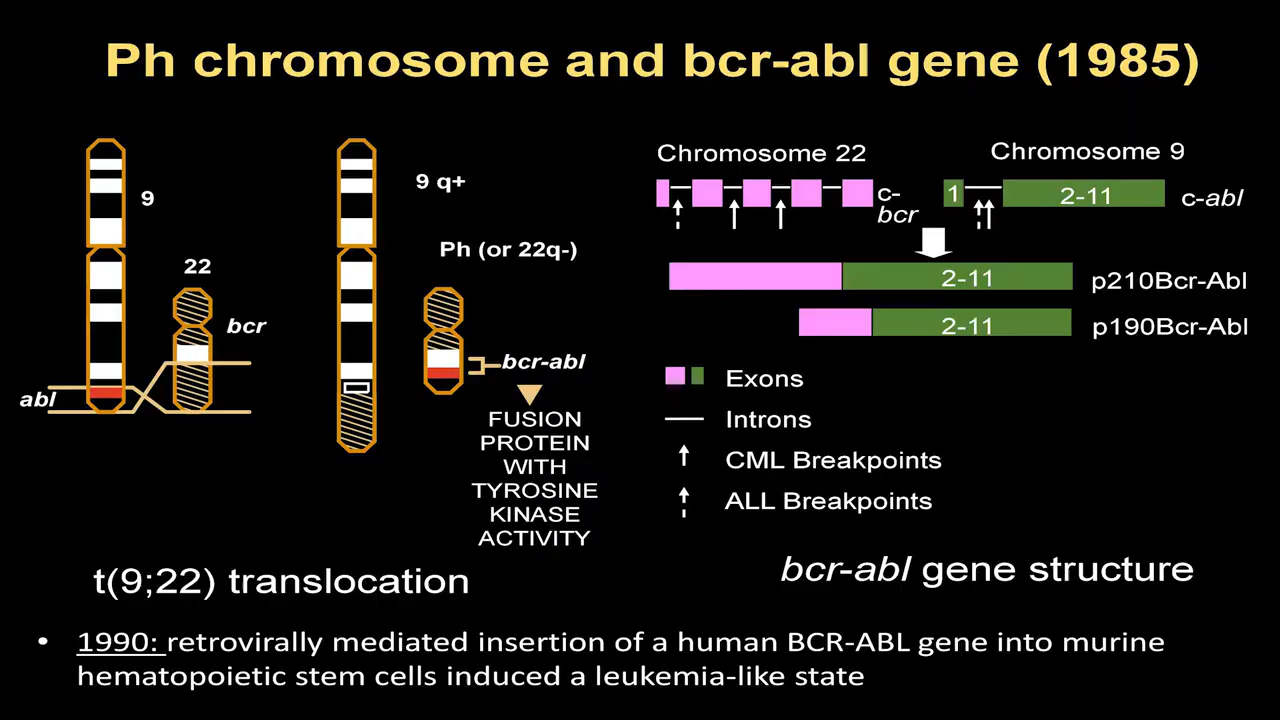 Ph chromosome and bcr-abl gene (1985)
9
22
bcr
abl
9 q+
Ph (or 22q-)
bcr-abl
FUSION
PROTEIN
WITH
TYROSINE
KINASE
ACTIVITY
t(9;22) translocation
Chromosome 22
Chromosome 9
c-
bcr
1
2-11
c-abl
2-11
p210Bcr-Abl
2-11
p190Bcr-Abl
Exons
Introns
CML Breakpoints
ALL Breakpoints
bcr-abl gene structure
• 1990: retrovirally mediated insertion of a human BCR-ABL gene into murine
hematopoietic stem cells induced a leukemia-like state